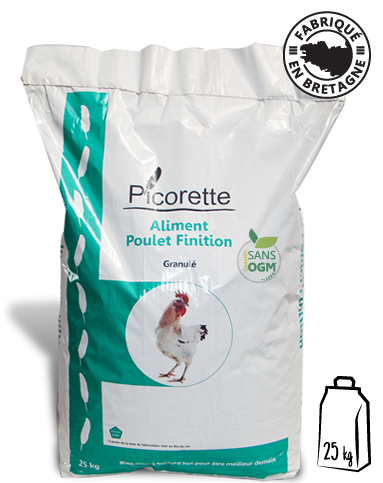 FABRIQUÉ
EN BRETAGNE
Picorette
Aliment
Poulet Finition
Granulé
SANS
OGM
25 kg
25 kg